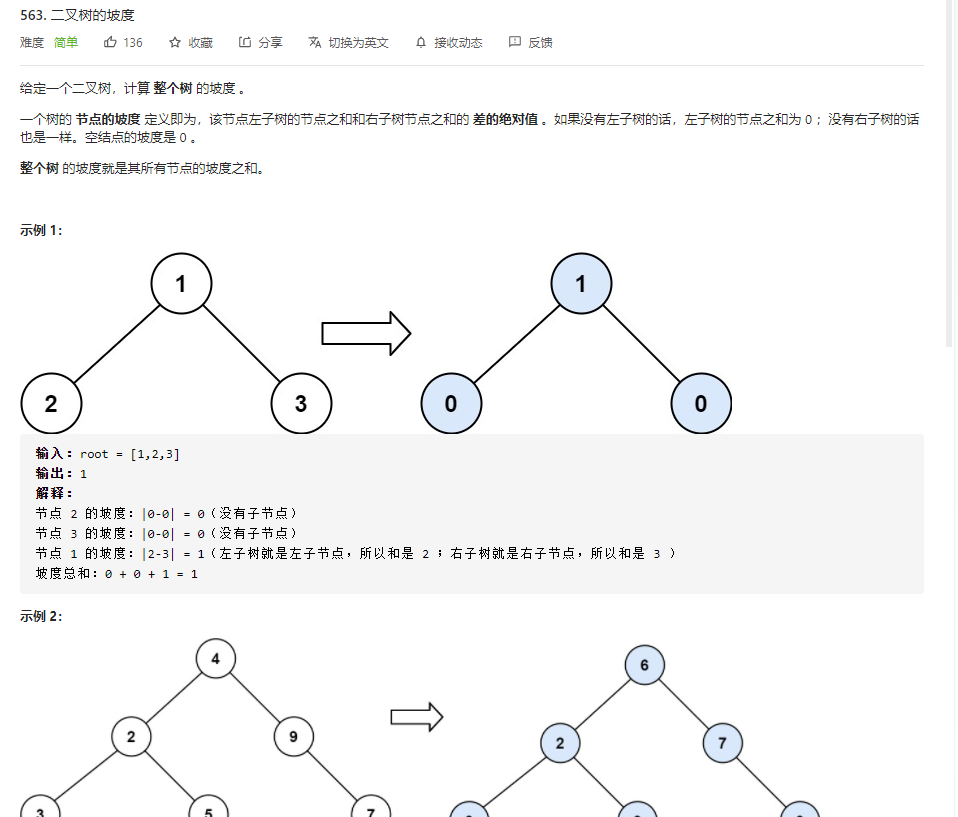 563. 二叉树的坡度
难度 简单 136 收藏 分享 切换为英文 接收动态 反馈
给定一个二叉树，计算 整个树 的坡度 。
一个树的 节点的坡度 定义即为，该节点左子树的节点之和和右子树节点之和的 差的绝对值 。如果没有左子树的话，左子树的节点之和为 0 ；没有右子树的话
也是一样。空结点的坡度是 0 。
整个树 的坡度就是其所有节点的坡度之和。
示例 1：
1 1
2 3 0 0
输入：root = [1,2,3]
输出：1
解释：
节点 2 的坡度：|0-0| = 0（没有子节点）
节点 3 的坡度：|0-0| = 0（没有子节点）
节点 1 的坡度：|2-3| = 1（左子树就是左子节点，所以和是 2 ；右子树就是右子节点，所以和是 3 ）
坡度总和：0 + 0 + 1 = 1
示例 2：
4 6
2 9 2 7
3 5 7